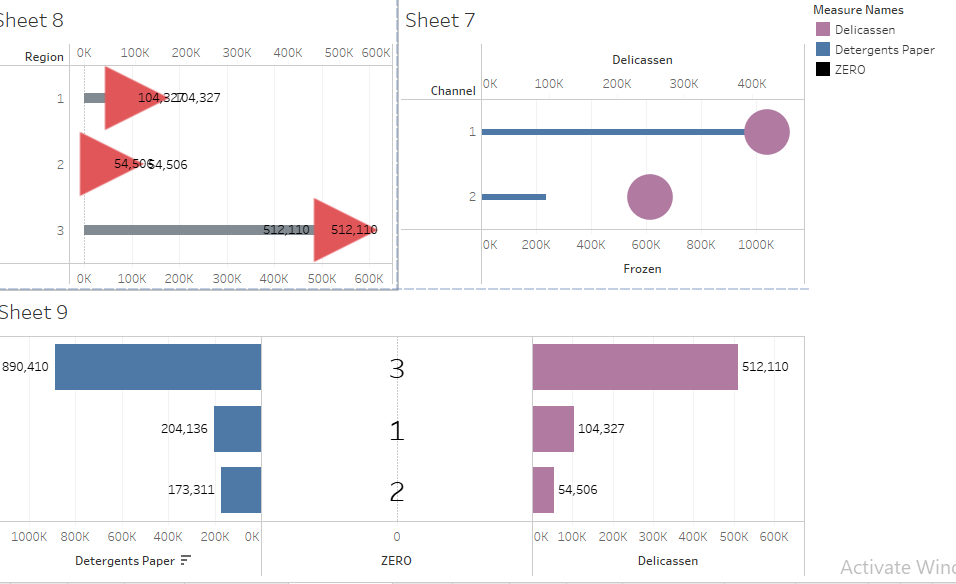 Sheet 8
Region
0K 100K 200K 300K 400K 500K 600K
1
104,327
104,327
2
54,506
54,506
3
512,110
512,110
0K 100K 200K 300K 400K 500K 600K
Sheet 7
Delicassen
Channel
0K 100K 200K 300K 400K
1
2
0K 200K 400K 600K 800K 1000K
Frozen
Measure Names
Delicassen
Detergents Paper
ZERO
Sheet 9
890,410 3 512,110
204,136 1 104,327
173,311 2 54,506
1000K 800K 600K 400K 200K 0K 0 0K 100K 200K 300K 400K 500K 600K
Detergents Paper ZERO Delicassen
Activate Wind